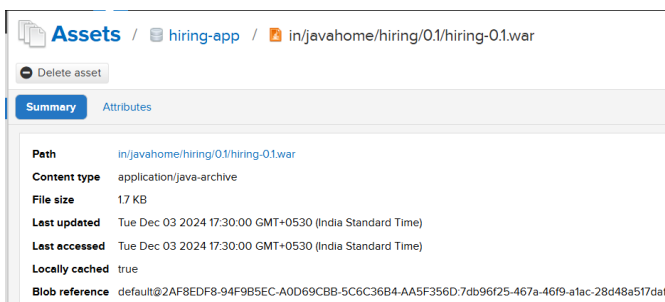 Assets / hiring-app / in/javahome/hiring/0.1/hiring-0.1.war
Delete asset
Summary Attributes
Path in/javahome/hiring/0.1/hiring-0.1.war
Content type application/java-archive
File size 1.7 KB
Last updated Tue Dec 03 2024 17:30:00 GMT+0530 (India Standard Time)
Last accessed Tue Dec 03 2024 17:30:00 GMT+0530 (India Standard Time)
Locally cached true
Blob reference default@2AF8EDF8-94F9B5EC-A0D69CBB-5C6C36B4-AA5F356D:7db96f25-467a-46f9-a1ac-28d48a517daf